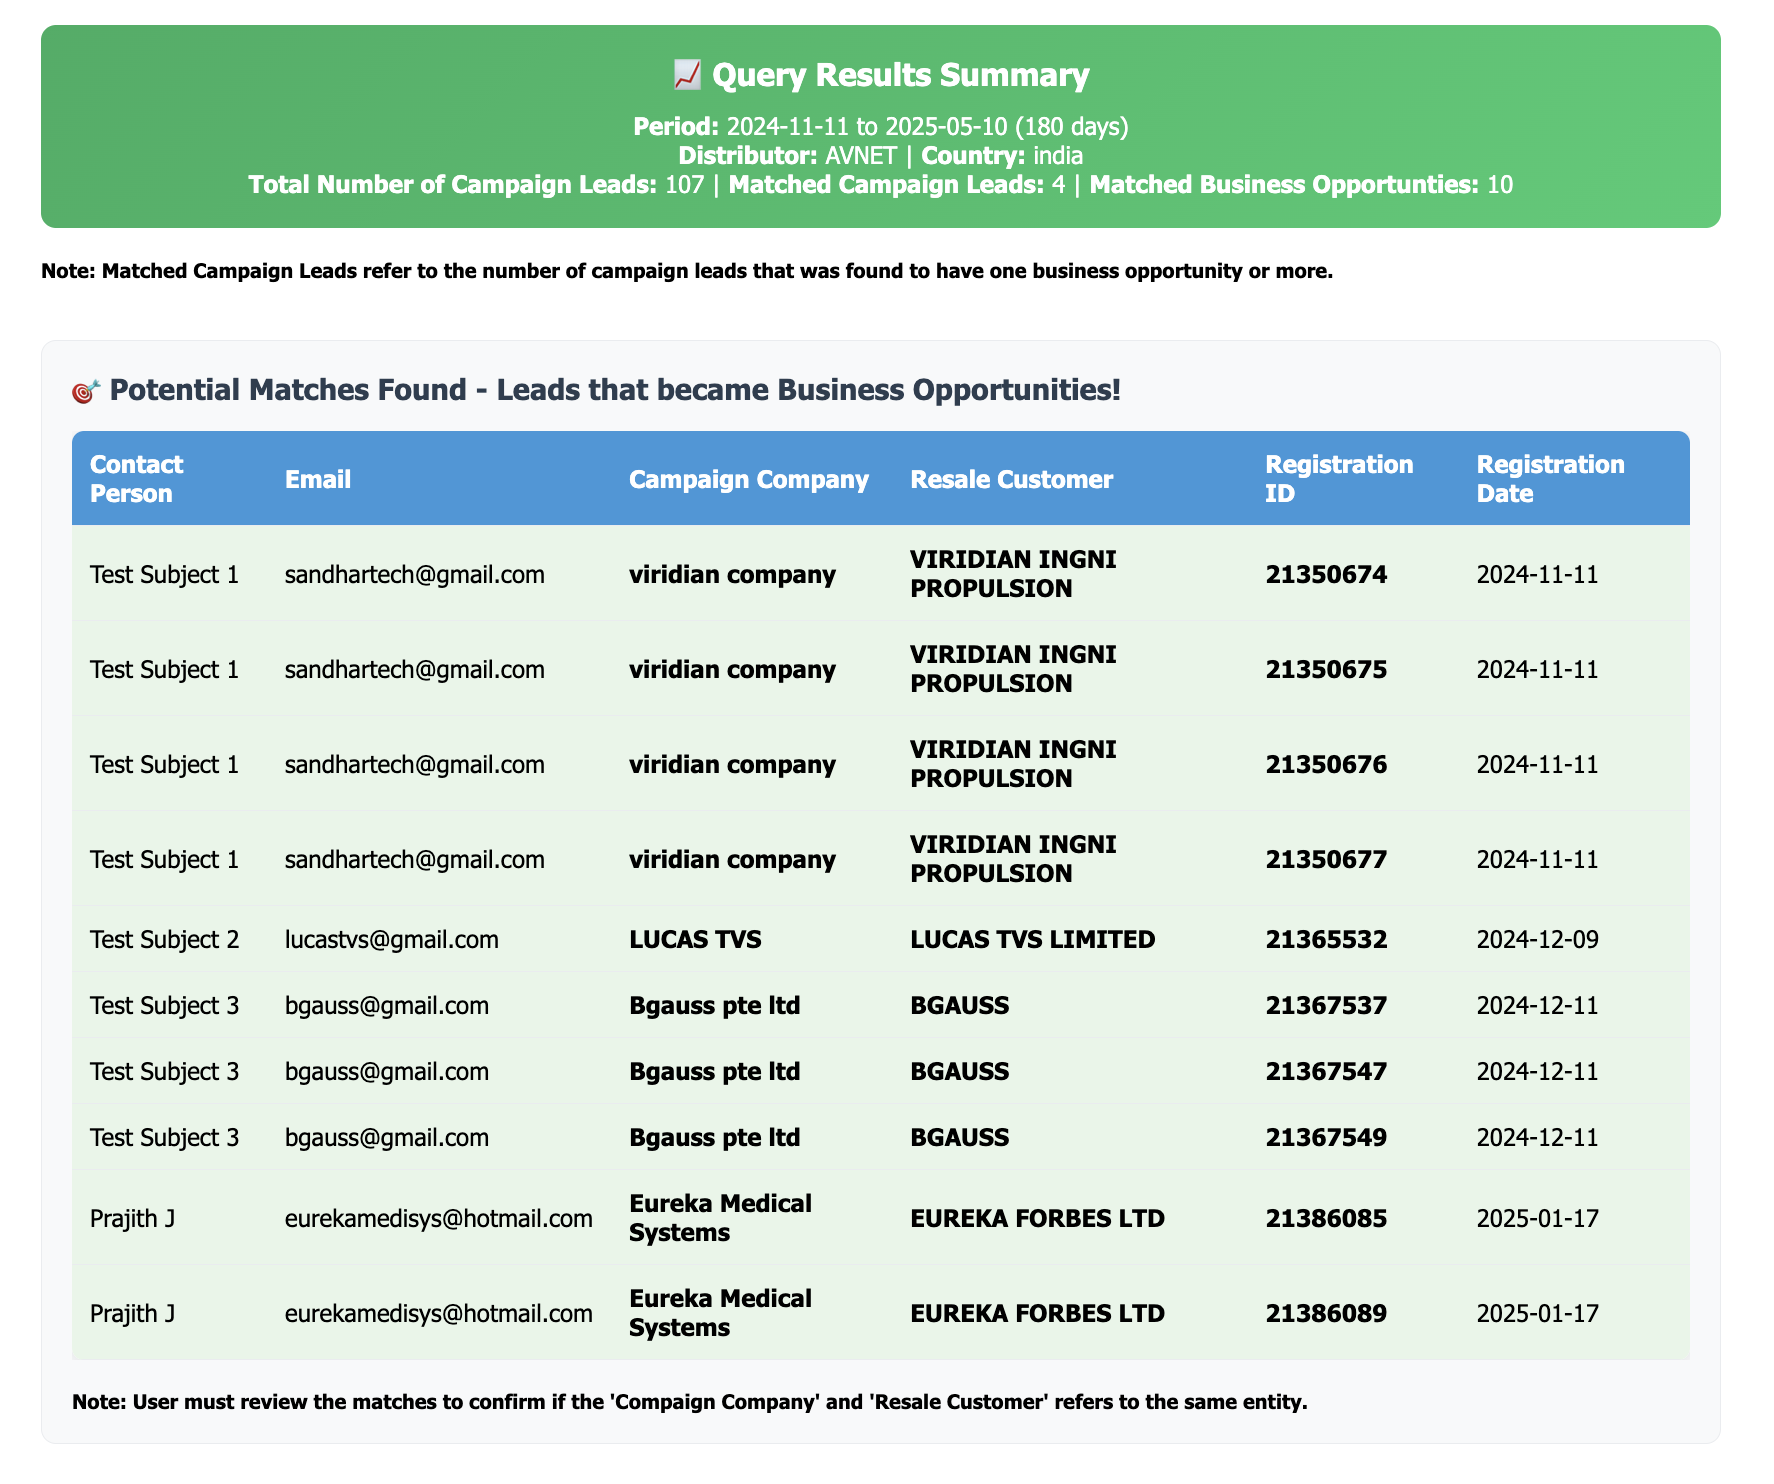 📈 Query Results Summary
Period: 2024-11-11 to 2025-05-10 (180 days)
Distributor: AVNET | Country: india
Total Number of Campaign Leads: 107 | Matched Campaign Leads: 4 | Matched Business Opportunties: 10
Note: Matched Campaign Leads refer to the number of campaign leads that was found to have one business opportunity or more.
🎯 Potential Matches Found - Leads that became Business Opportunities!
Contact Person Email Campaign Company Resale Customer Registration ID Registration Date
Test Subject 1 sandhartech@gmail.com viridian company VIRIDIAN INGNI PROPULSION 21350674 2024-11-11
Test Subject 1 sandhartech@gmail.com viridian company VIRIDIAN INGNI PROPULSION 21350675 2024-11-11
Test Subject 1 sandhartech@gmail.com viridian company VIRIDIAN INGNI PROPULSION 21350676 2024-11-11
Test Subject 1 sandhartech@gmail.com viridian company VIRIDIAN INGNI PROPULSION 21350677 2024-11-11
Test Subject 2 lucastvs@gmail.com LUCAS TVS LUCAS TVS LIMITED 21365532 2024-12-09
Test Subject 3 bgauss@gmail.com Bgauss pte ltd BGAUSS 21367537 2024-12-11
Test Subject 3 bgauss@gmail.com Bgauss pte ltd BGAUSS 21367547 2024-12-11
Test Subject 3 bgauss@gmail.com Bgauss pte ltd BGAUSS 21367549 2024-12-11
Prajith J eurekamedisys@hotmail.com Eureka Medical Systems EUREKA FORBES LTD 21386085 2025-01-17
Prajith J eurekamedisys@hotmail.com Eureka Medical Systems EUREKA FORBES LTD 21386089 2025-01-17
Note: User must review the matches to confirm if the 'Compaign Company' and 'Resale Customer' refers to the same entity.